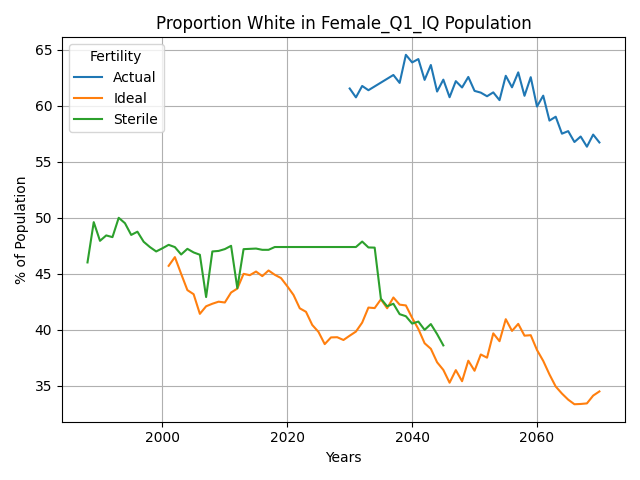 Proportion White in Female_Q1_IQ Population
Fertility
Actual
Ideal
Sterile
% of Population
65
60
55
50
45
40
35
2000
2020
2040
2060
Years